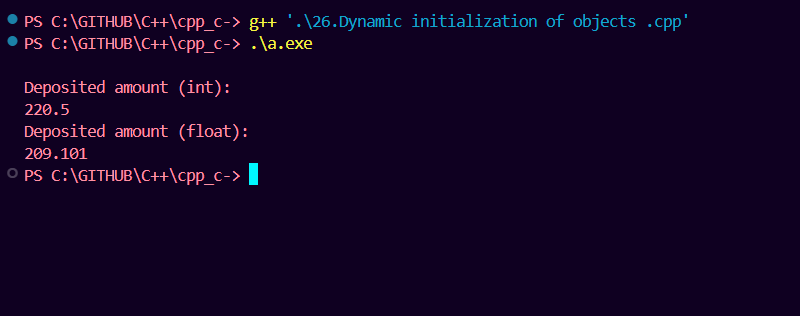 PS C:\GITHUB\C++\cpp_c-> g++ '.\26.Dynamic initialization of objects .cpp'
PS C:\GITHUB\C++\cpp_c-> .\a.exe
Deposited amount (int):
220.5
Deposited amount (float):
209.101
PS C:\GITHUB\C++\cpp_c->